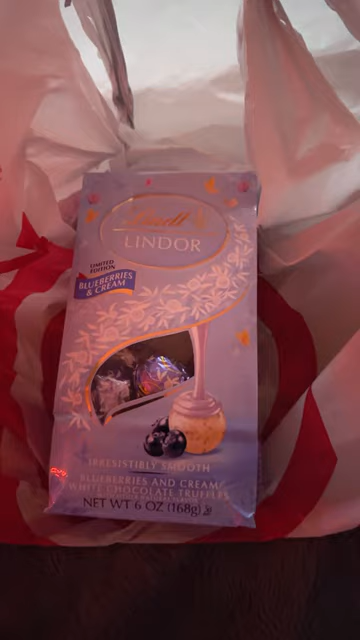 Lindt
LINDOR
LIMITED
EDITION
BLUEBERRIES
& CREAM
IRRESISTIBLY SMOOTH
BLUEBERRIES AND CREAM
WHITE CHOCOLATE TRUFFLES
NET WT 6 OZ (168g)